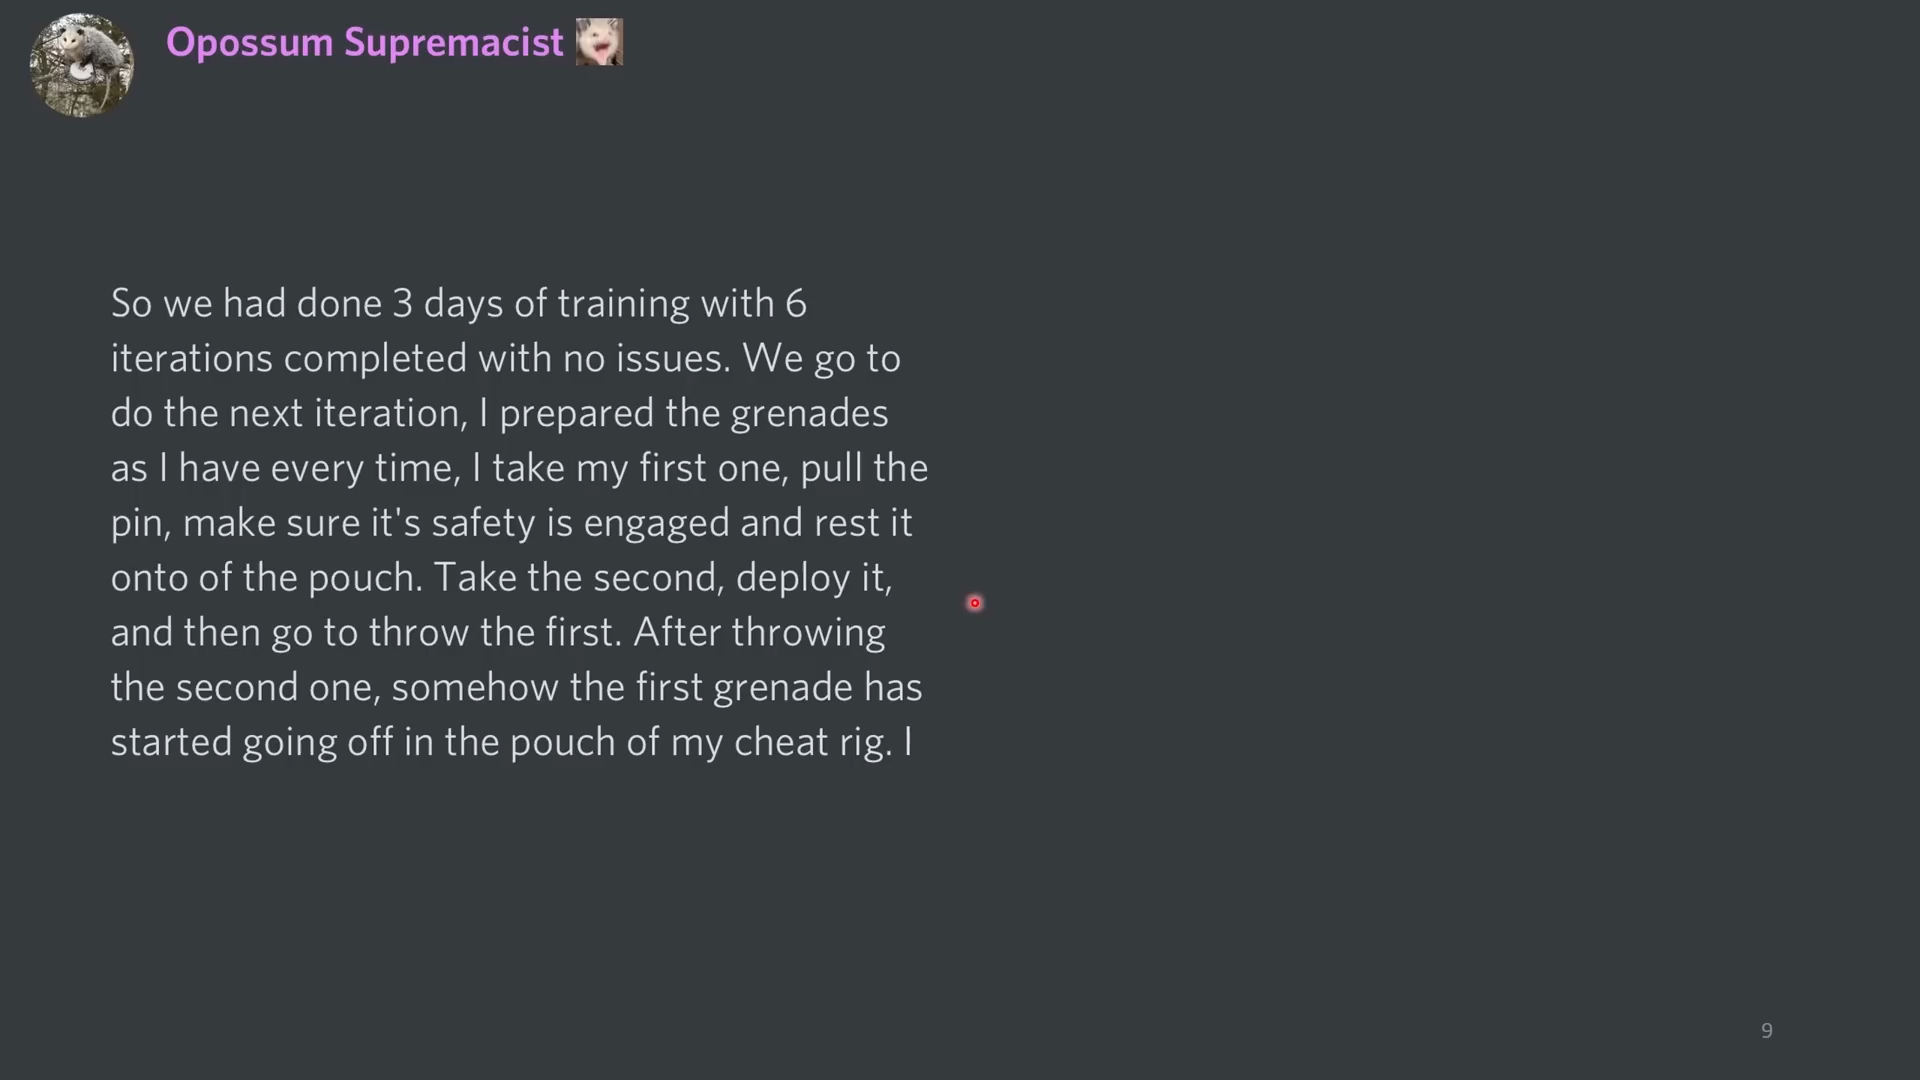 Opossum Supremacist
So we had done 3 days of training with 6
iterations completed with no issues. We go to
do the next iteration, I prepared the grenades
as I have every time, I take my first one, pull the
pin, make sure it's safety is engaged and rest it
onto of the pouch. Take the second, deploy it,
and then go to throw the first. After throwing
the second one, somehow the first grenade has
started going off in the pouch of my cheat rig. I
9